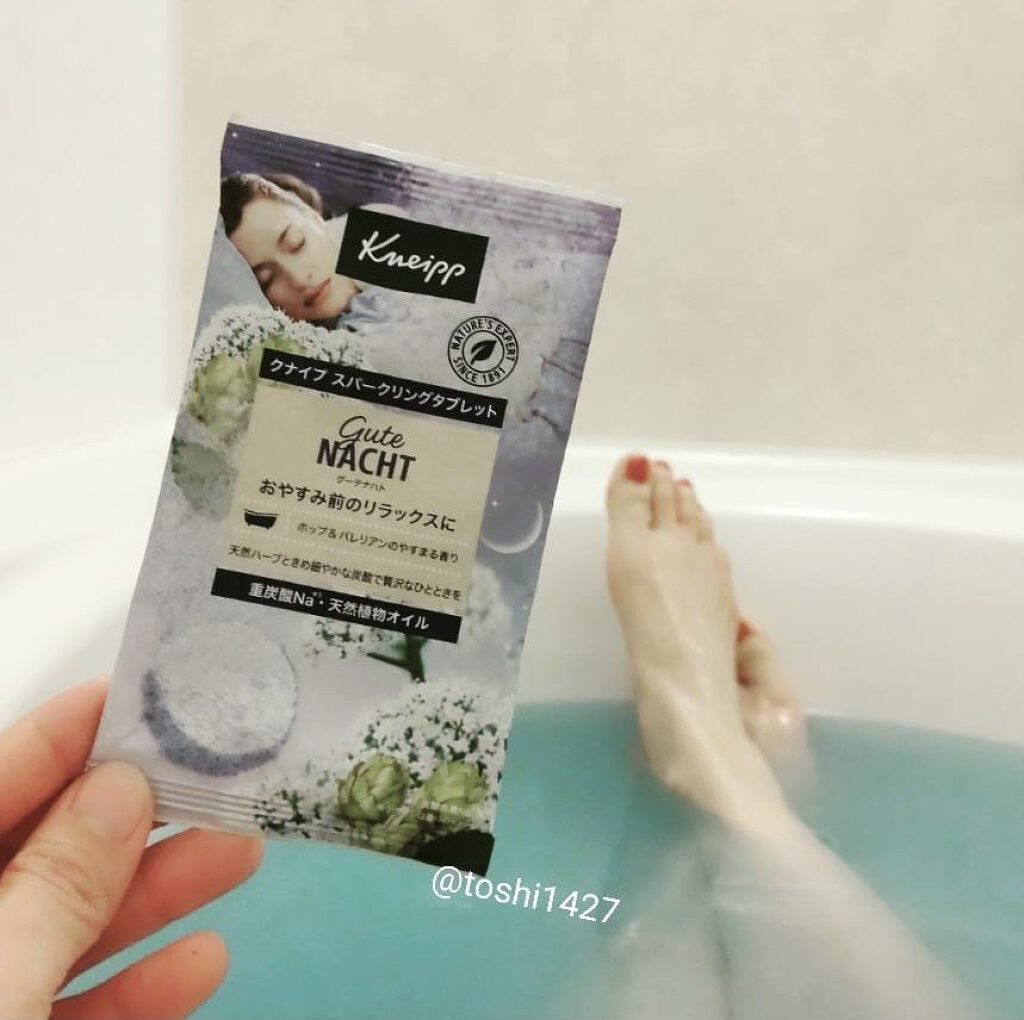 Kneipp
NATURE'S EXPERT
SINCE 1891
クナイプ スパークリングタブレット
Gute
NACHT
グーテナハト
おやすみ前のリラックスに
ホップ&バレリアンのやすまる香り
天然ハーブときめ細やかな炭酸で贅沢なひとときを
重炭酸Na*・天然植物オイル
@toshi1427